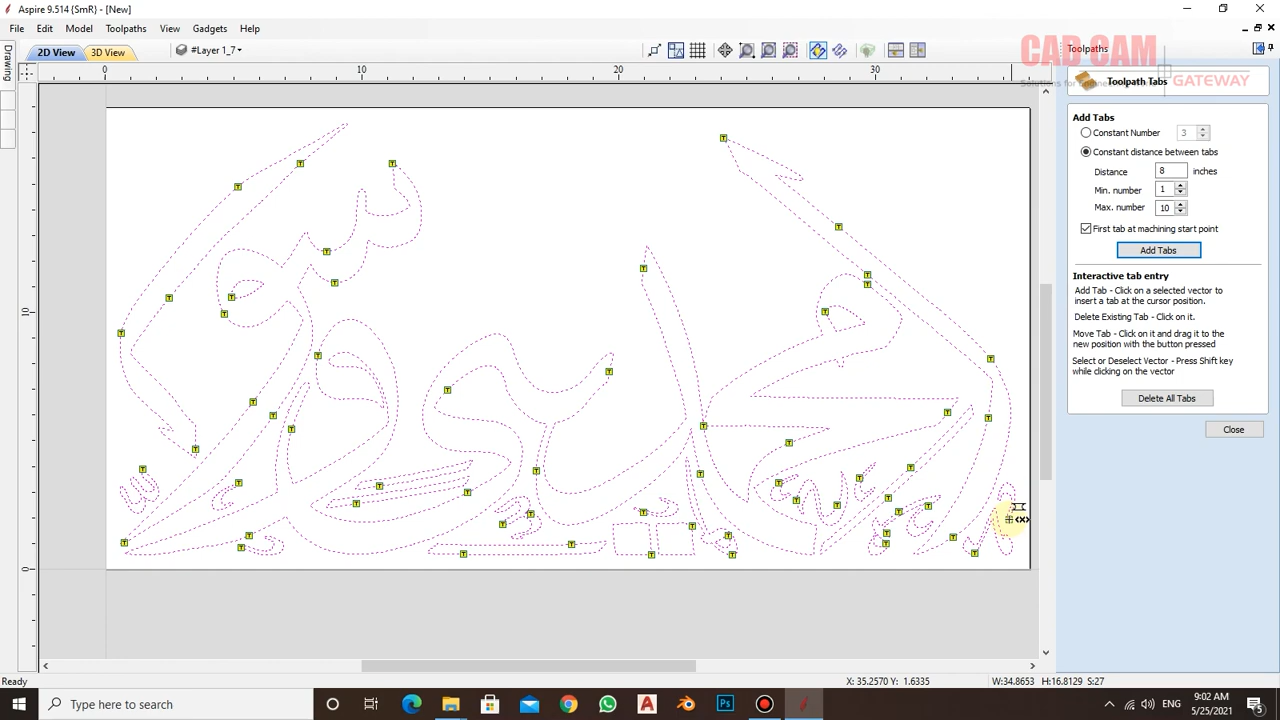 Aspire 9.514 {SmR} - [New]
File Edit Model Toolpaths View Gadgets Help
2D View 3D View #Layer 1_7
CAD CAM
GATEWAY
Drawing
0 10 20 30
10
0
Toolpaths
Toolpath Tabs
Add Tabs
Constant Number 3
Constant distance between tabs
Distance 8 inches
Min. number 1
Max. number 10
First tab at machining start point
Add Tabs
Interactive tab entry
Add Tab - Click on a selected vector to
insert a tab at the cursor position.
Delete Existing Tab - Click on it.
Move Tab - Click on it and drag it to the
new position with the button pressed
Select or Deselect Vector - Press Shift key
while clicking on the vector
Delete All Tabs
Close
Ready
X: 35.2570 Y: 1.6335
W:34.8653 H:16.8129 S:27
Type here to search
ENG
9:02 AM
5/25/2021